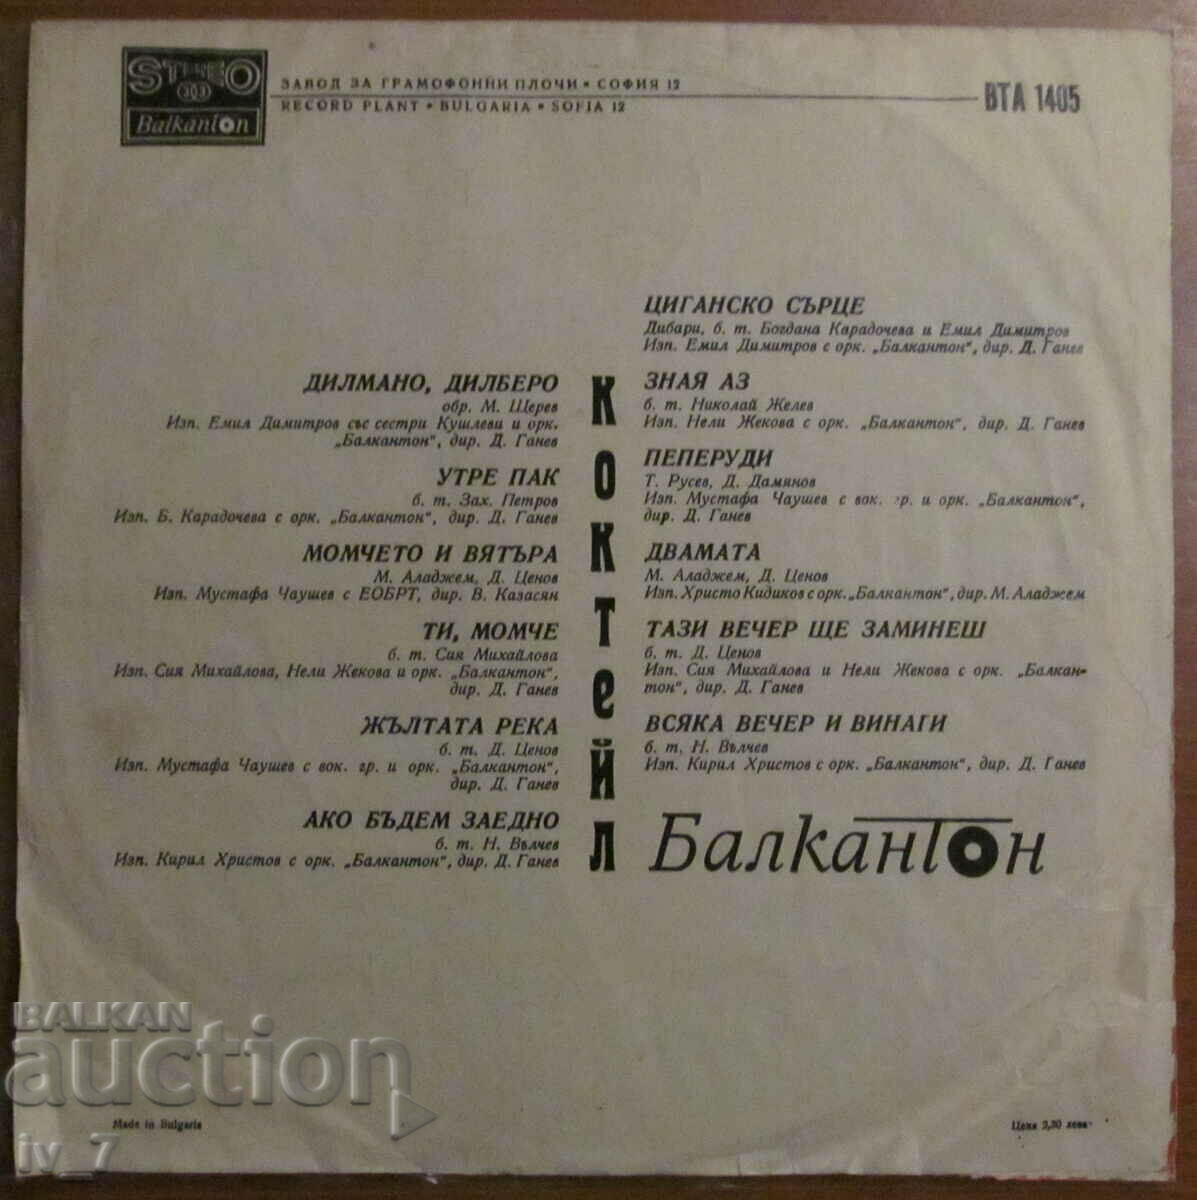 STEREO
33
Balkanton
ЗАВОД ЗА ГРАМОФОННИ ПЛОЧИ • СОФИЯ 12
RECORD PLANT • BULGARIA • SOFIA 12
ВТА 1405
ДИЛМАНО, ДИЛБЕРО
обр. М. Щерев
Изп. Емил Димитров със сестри Кушлеви и орк.
„Балкантон“, дир. Д. Ганев
УТРЕ ПАК
б. т. Зах. Петров
Изп. Б. Карадочева с орк. „Балкантон“, дир. Д. Ганев
МОМЧЕТО И ВЯТЪРА
М. Аладжем, Д. Ценов
Изп. Мустафа Чаушев с ЕОБРТ, дир. В. Казасян
ТИ, МОМЧЕ
б. т. Сия Михайлова
Изп. Сия Михайлова, Нели Жекова и орк. „Балкантон“,
дир. Д. Ганев
ЖЪЛТАТА РЕКА
б. т. Д. Ценов
Изп. Мустафа Чаушев с вок. гр. и орк. „Балкантон“,
дир. Д. Ганев
АКО БЪДЕМ ЗАЕДНО
б. т. Н. Вълчев
Изп. Кирил Христов с орк. „Балкантон“, дир. Д. Ганев
Коктейл
ЦИГАНСКО СЪРЦЕ
Дибари, б. т. Богдана Карадочева и Емил Димитров
Изп. Емил Димитров с орк. „Балкантон“, дир. Д. Ганев
ЗНАЯ АЗ
б. т. Николай Желев
Изп. Нели Жекова с орк. „Балкантон“, дир. Д. Ганев
ПЕПЕРУДИ
Т. Русев, Д. Дамянов
Изп. Мустафа Чаушев с вок. гр. и орк. „Балкантон“,
дир. Д. Ганев
ДВАМАТА
М. Аладжем, Д. Ценов
Изп. Христо Кидиков с орк. „Балкантон“, дир. М. Аладжем
ТАЗИ ВЕЧЕР ЩЕ ЗАМИНЕШ
б. т. Д. Ценов
Изп. Сия Михайлова и Нели Жекова с орк. „Балкан-
тон“, дир. Д. Ганев
ВСЯКА ВЕЧЕР И ВИНАГИ
б. т. Н. Вълчев
Изп. Кирил Христов с орк. „Балкантон“, дир. Д. Ганев
Балкантон
BALKAN
auction
iv_7
Made in Bulgaria
Цена 2,30 лева